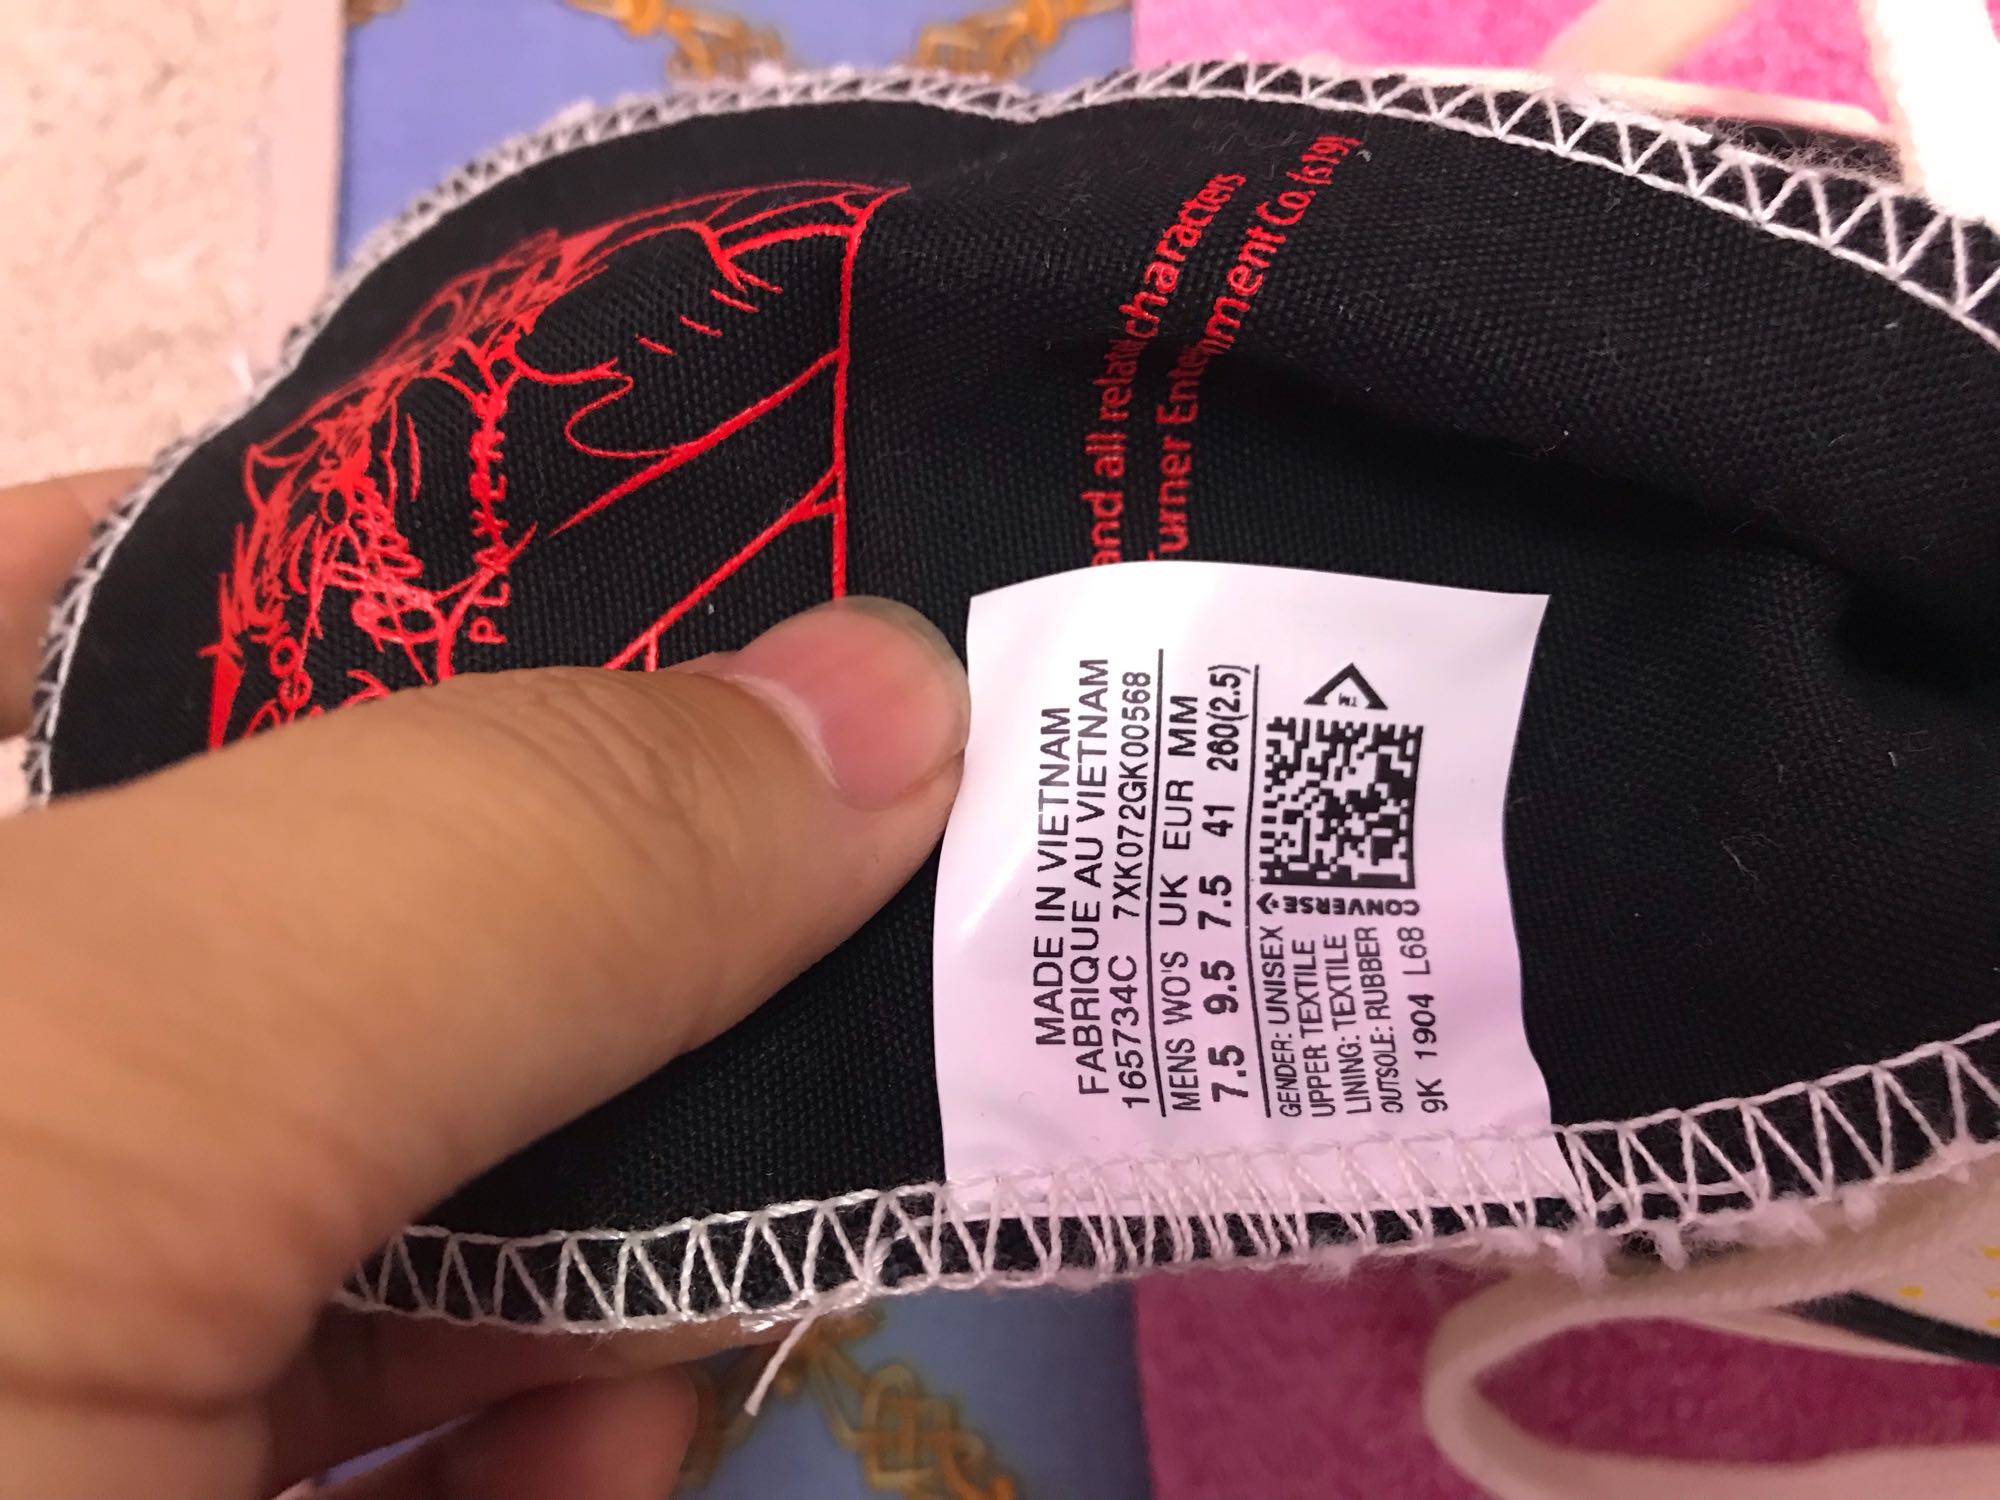 MADE IN VIETNAM
FABRIQUE AU VIETNAM
165734C 7XK072GK00568
MENS WO'S UK EUR MM
7.5 9.5 7.5 41 260(2.5)
GENDER: UNISEX
UPPER: TEXTILE
LINING: TEXTILE
OUTSOLE: RUBBER
9K 1904 L68
CONVERSE
and all related characters
Turner Entertainment Co. (s19)
PLAYER